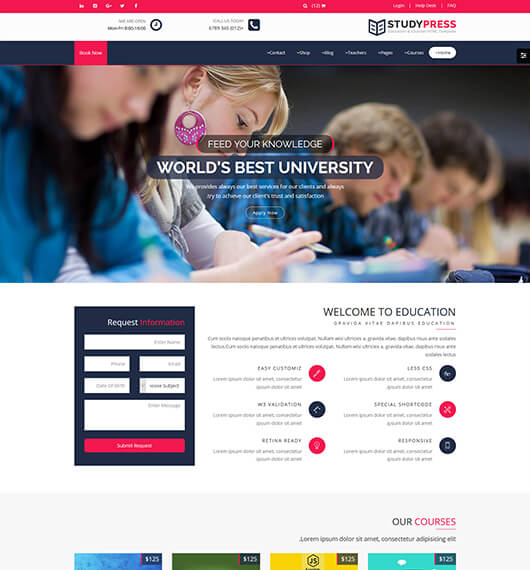 (12)
Login
Help Desk
FAQ
WE ARE OPEN
Mon-Fri 8:00-16:00
CALL US TODAY!
STUDYPRESS
Education & Courses HTML Template
Book Now
Contact
Shop
Blog
Teachers
Pages
Courses
Home
FEED YOUR KNOWLEDGE
WORLD'S BEST UNIVERSITY
We provides always our best services for our clients and always
try to achieve our client's trust and satisfaction.
Apply Now
Request Information
Enter Name
Phone
Email
Date Of Birth
oose Subject
Enter Message
Submit Request
WELCOME TO EDUCATION
GRAVIDA VITAE DAPIBUS EDUCATION
Cum sociis nascetur penatibus et ultrices volutpat. Nullam wisi ultricies a, gravida vitae, dapibus risus ante sodales
lectus.Cum sociis nascetur penatibus et ultrices volutpat. Nullam wisi ultricies a, gravida vitae, dapibus risus ante
sodales lectus
EASY CUSTOMIZ
Lorem ipsum dolor sit amet, consectetur
ipsum dolor sit amet
LESS CSS
Lorem ipsum dolor sit amet, consectetur
ipsum dolor sit amet
W3 VALIDATION
Lorem ipsum dolor sit amet, consectetur
ipsum dolor sit amet
SPECIAL SHORTCODE
Lorem ipsum dolor sit amet, consectetur
ipsum dolor sit amet
RETINA READY
Lorem ipsum dolor sit amet, consectetur
ipsum dolor sit amet
RESPONSIVE
Lorem ipsum dolor sit amet, consectetur
ipsum dolor sit amet
OUR COURSES
.Lorem ipsum dolor sit amet, consectetur adipisicing elit
$125
$125
JS
$125
$125